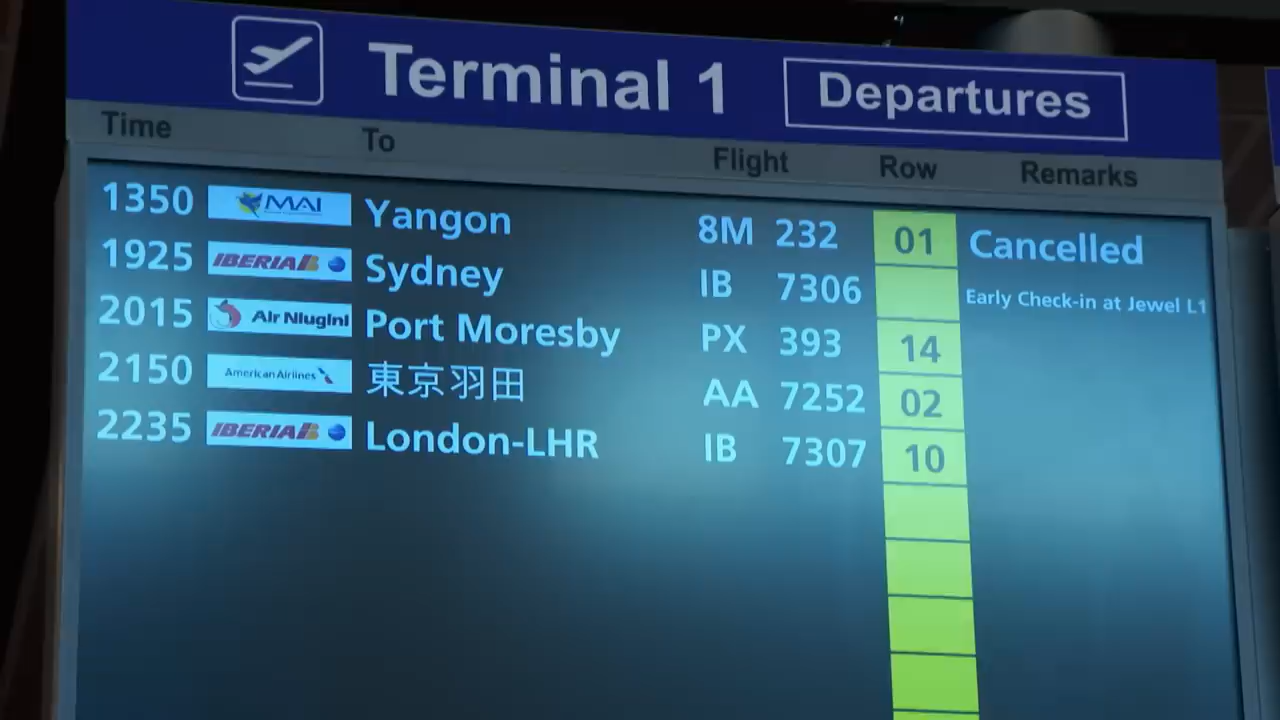 Terminal 1 Departures
Time To Flight Row Remarks
1350 MAI Yangon 8M 232 01 Cancelled
1925 IBERIA Sydney IB 7306 Early Check-in at Jewel L1
2015 Air Niugini Port Moresby PX 393 14
2150 American Airlines 東京羽田 AA 7252 02
2235 IBERIA London-LHR IB 7307 10